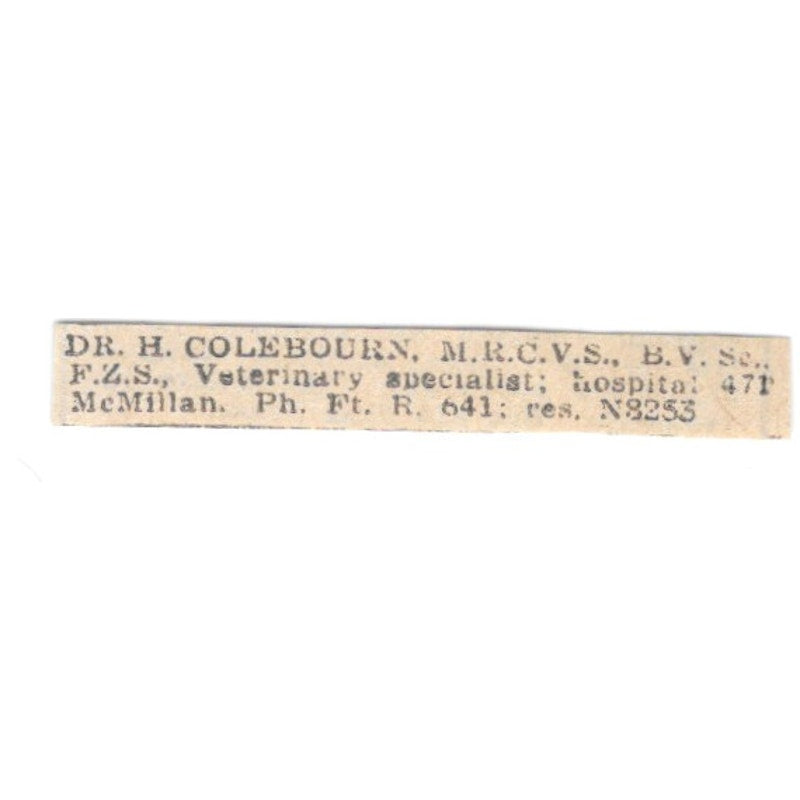 DR. H. COLEBOURN, M.R.C.V.S., B.V. Sc.,
F.Z.S., Veterinary specialist; hospital 471
McMillan. Ph. Ft. R. 641; res. N8253